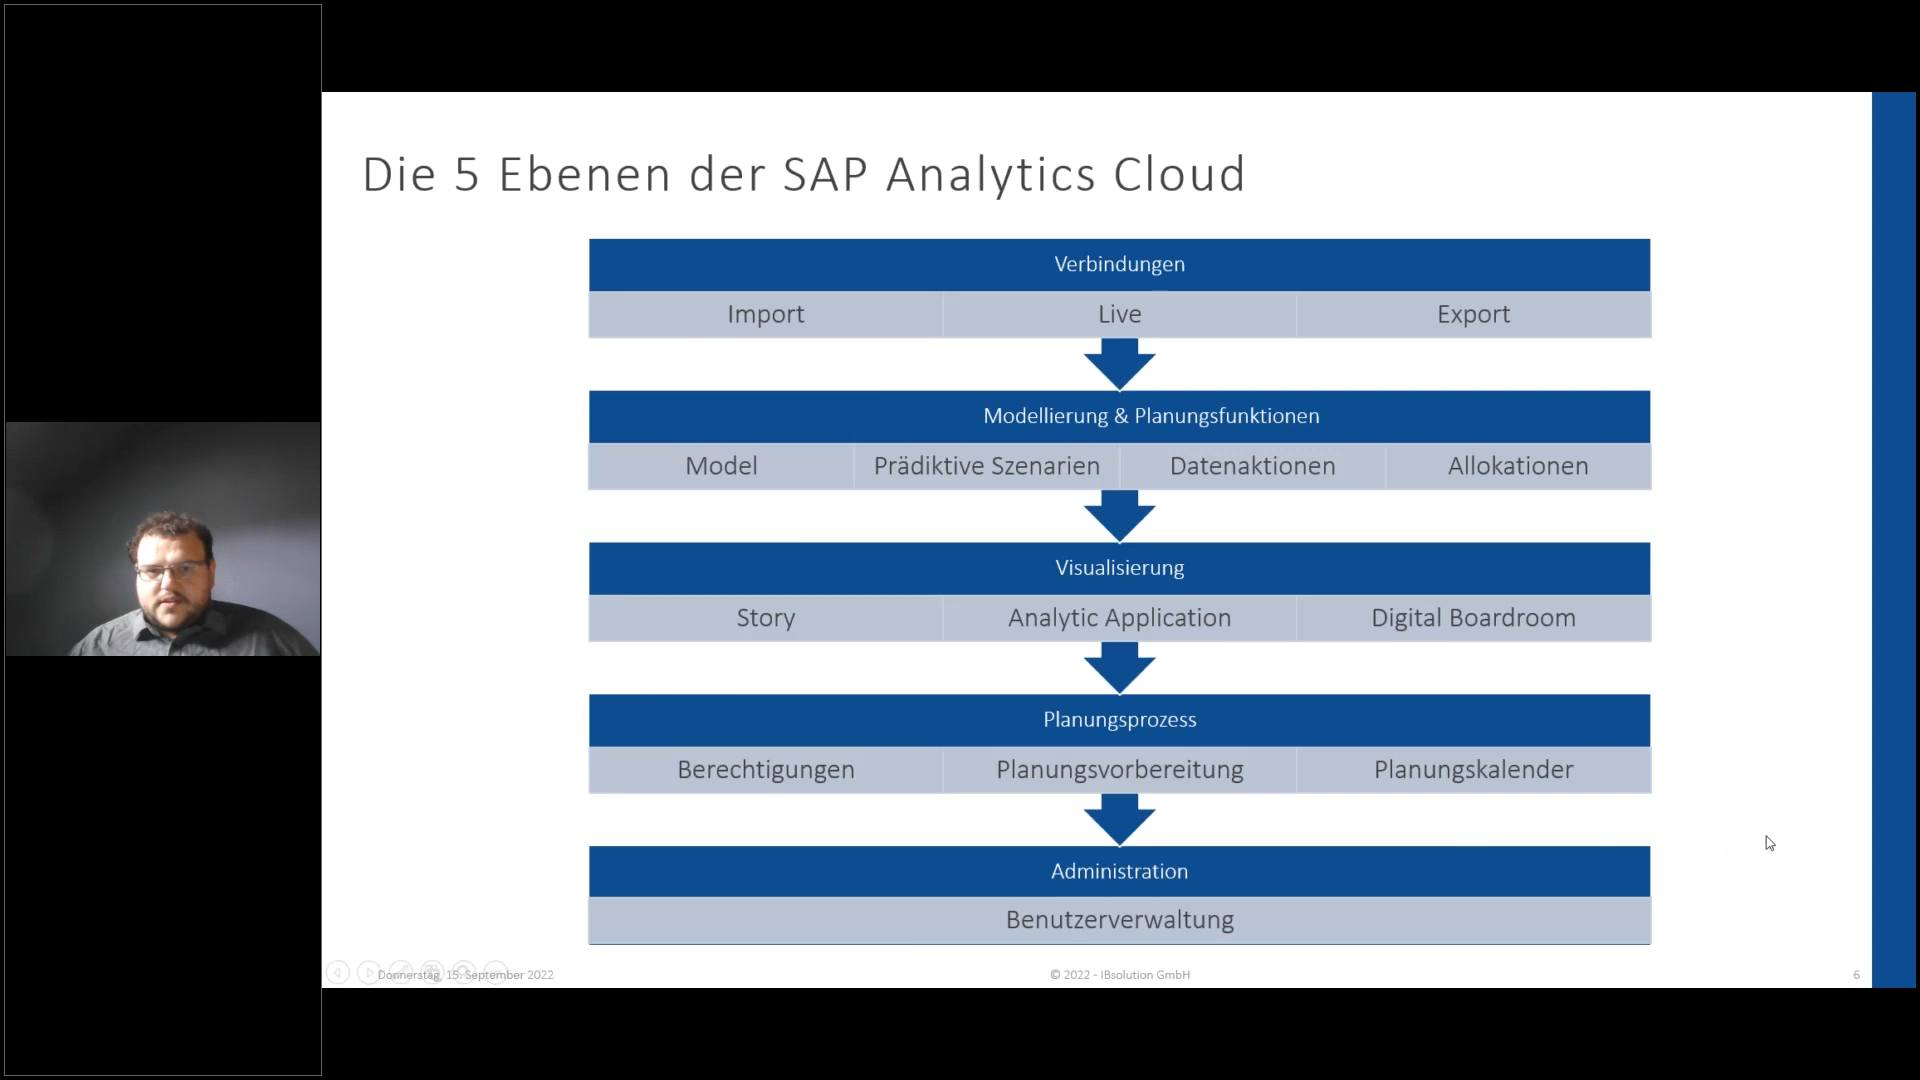 Die 5 Ebenen der SAP Analytics Cloud
Verbindungen
Import Live Export
Modellierung & Planungsfunktionen
Model Prädiktive Szenarien Datenaktionen Allokationen
Visualisierung
Story Analytic Application Digital Boardroom
Planungsprozess
Berechtigungen Planungsvorbereitung Planungskalender
Administration
Benutzerverwaltung
Donnerstag, 15. September 2022 © 2022 - IBsolution GmbH 6